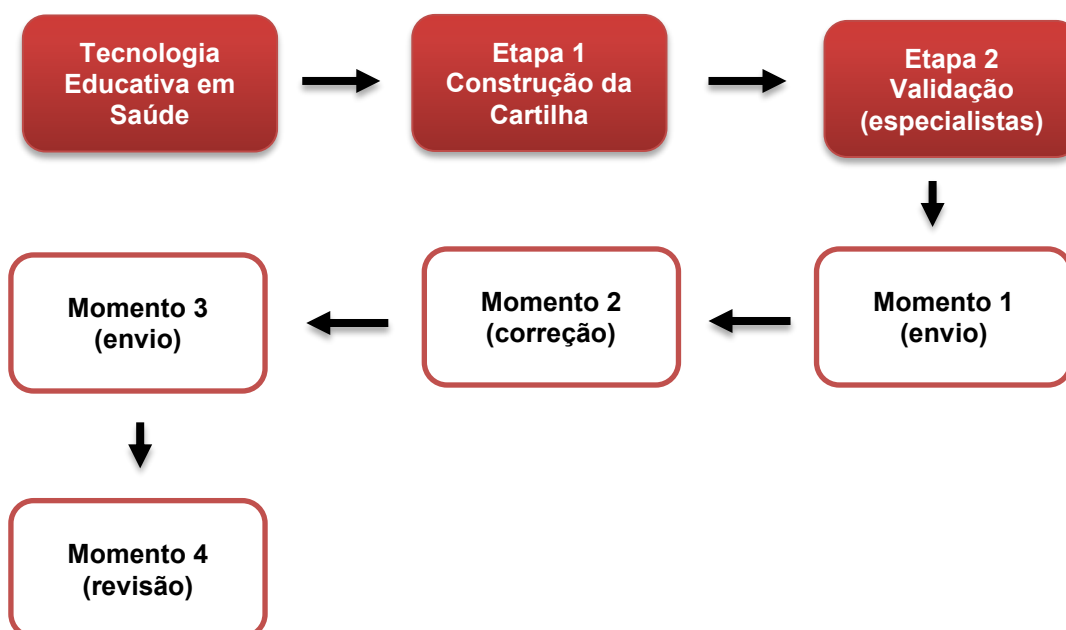 Tecnologia
Educativa em
Saúde
Etapa 1
Construção da
Cartilha
Etapa 2
Validação
(especialistas)
Momento 1
(envio)
Momento 2
(correção)
Momento 3
(envio)
Momento 4
(revisão)